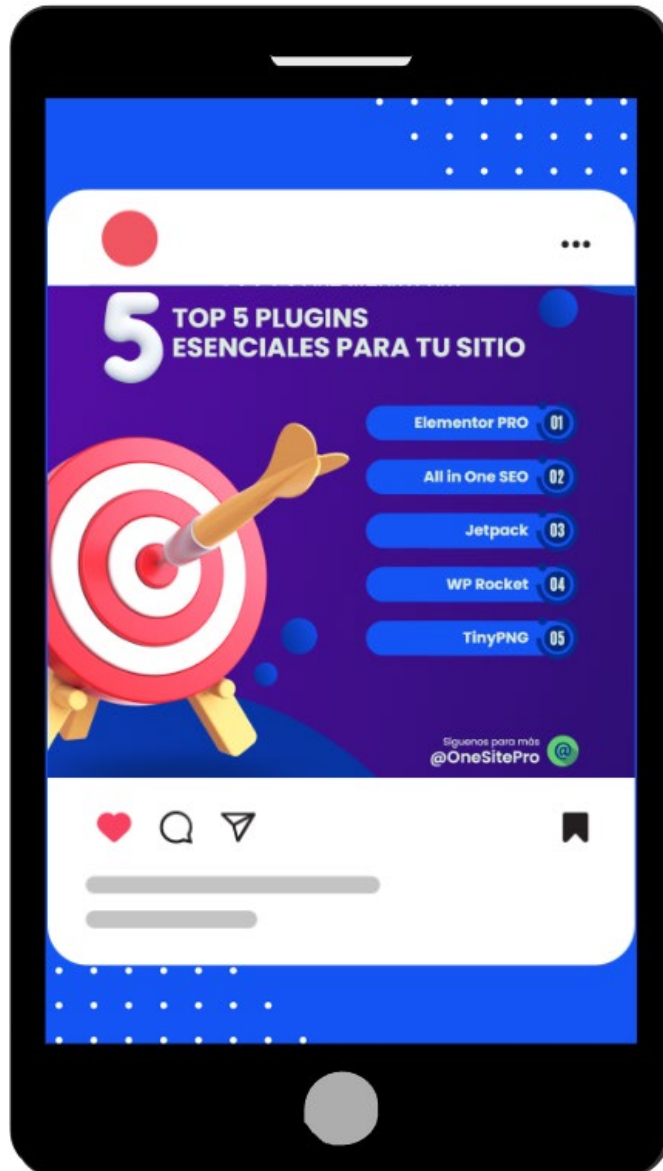 5
TOP 5 PLUGINS
ESENCIALES PARA TU SITIO
Elementor PRO 01
All in One SEO 02
Jetpack 03
WP Rocket 04
TinyPNG 05
Síguenos para más
@OneSitePro @